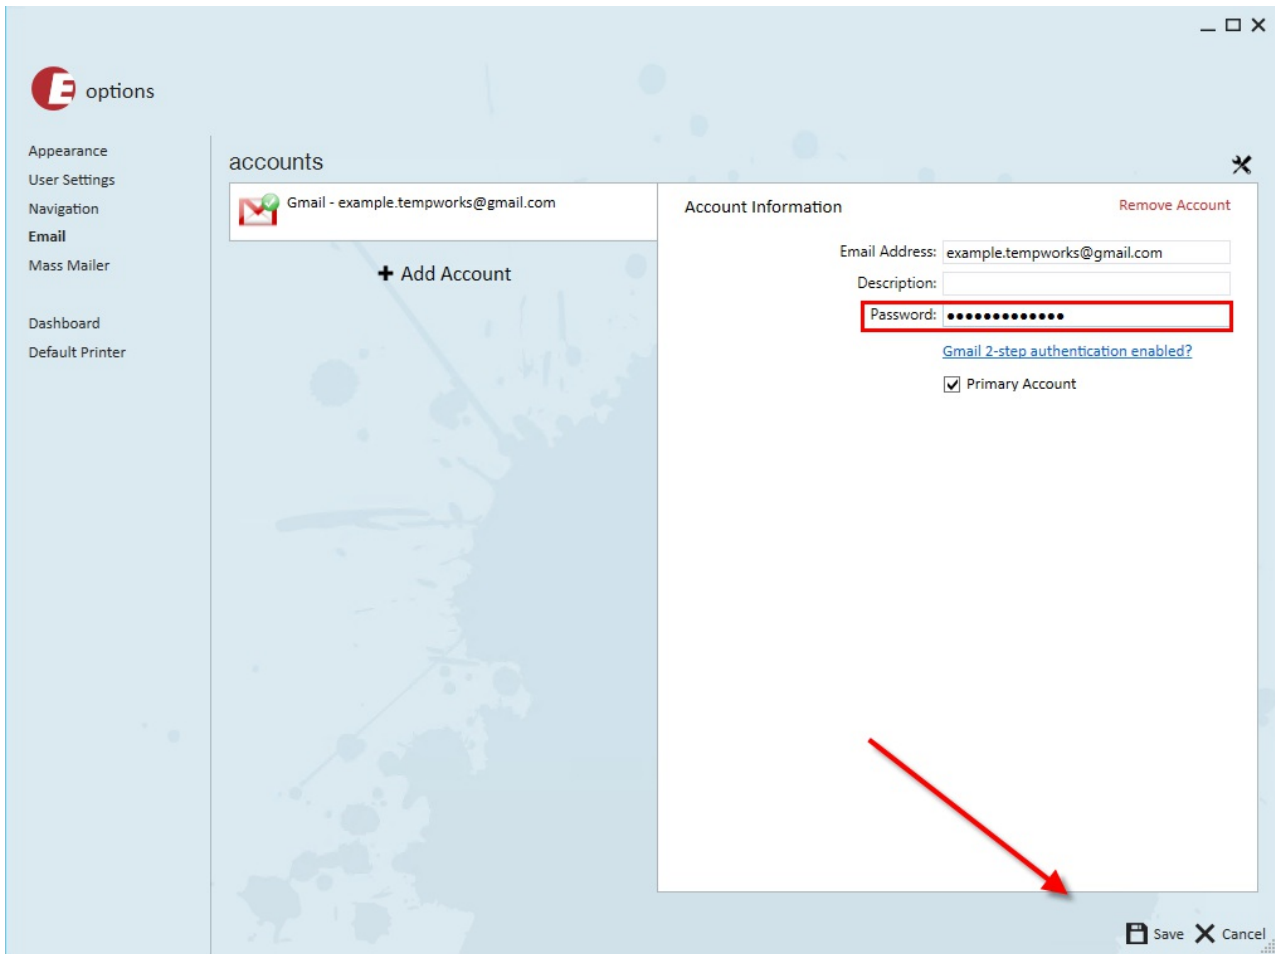 E options
Appearance
User Settings
Navigation
Email
Mass Mailer
Dashboard
Default Printer
accounts
Gmail - example.tempworks@gmail.com
+ Add Account
Account Information
Remove Account
Email Address: example.tempworks@gmail.com
Description:
Password: •••••••••••••
Gmail 2-step authentication enabled?
Primary Account
Save Cancel